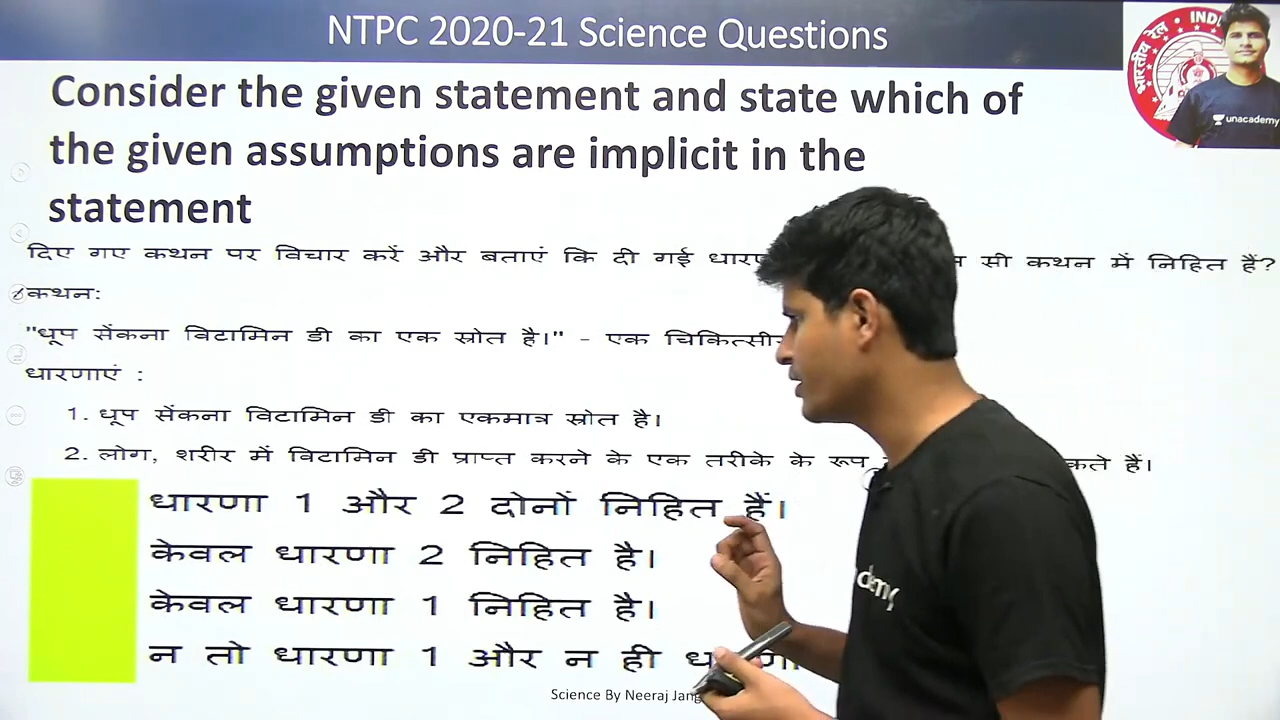 NTPC 2020-21 Science Questions
भारतीय रेल
unacademy
Consider the given statement and state which of
the given assumptions are implicit in the
statement
दिए गए कथन पर विचार करें और बताएं कि दी गई सी कथन में निहित हैं?
कथन:
"धूप सेंकना विटामिन डी का एक स्रोत है।" - एक
धारणाएं :
1. धूप सेंकना विटामिन डी का एकमात्र स्रोत है।
2. लोग, शरीर में विटामिन डी प्राप्त करने के एक तरीके के रूप हैं।
धारणा 1 और 2 दोनों निहित हैं।
केवल धारणा 2 निहित है।
केवल धारणा 1 निहित है।
न तो धारणा 1 और न ही
Science By Neeraj